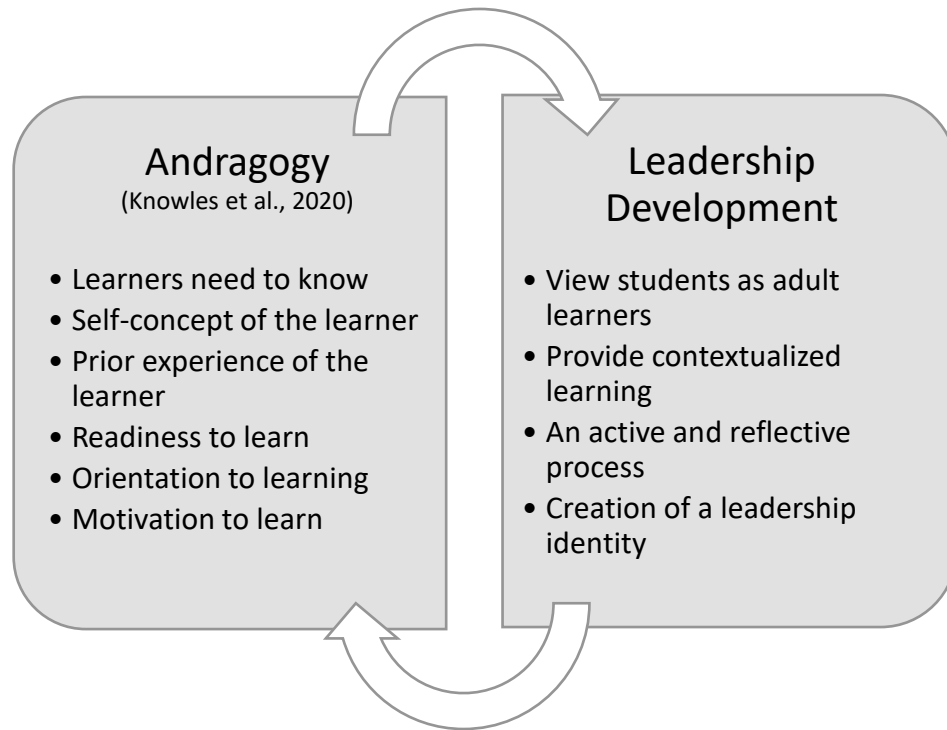 Andragogy
(Knowles et al., 2020)
• Learners need to know
• Self-concept of the learner
• Prior experience of the
learner
• Readiness to learn
• Orientation to learning
• Motivation to learn
Leadership
Development
• View students as adult
learners
• Provide contextualized
learning
• An active and reflective
process
• Creation of a leadership
identity